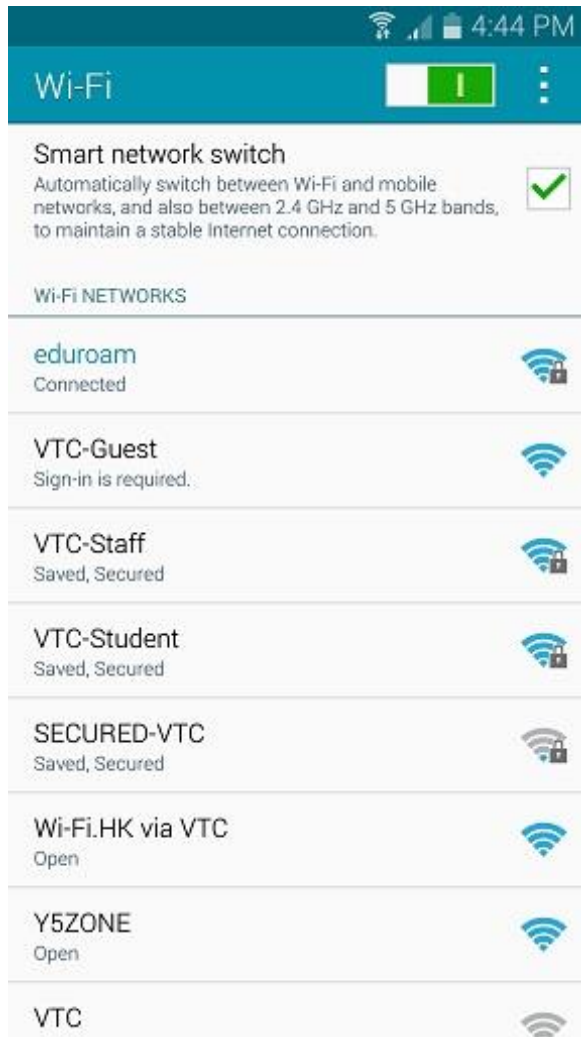 4:44 PM
Wi-Fi
Smart network switch
Automatically switch between Wi-Fi and mobile
networks, and also between 2.4 GHz and 5 GHz bands,
to maintain a stable Internet connection.
Wi-Fi NETWORKS
eduroam
Connected
VTC-Guest
Sign-in is required.
VTC-Staff
Saved, Secured
VTC-Student
Saved, Secured
SECURED-VTC
Saved, Secured
Wi-Fi.HK via VTC
Open
Y5ZONE
Open
VTC